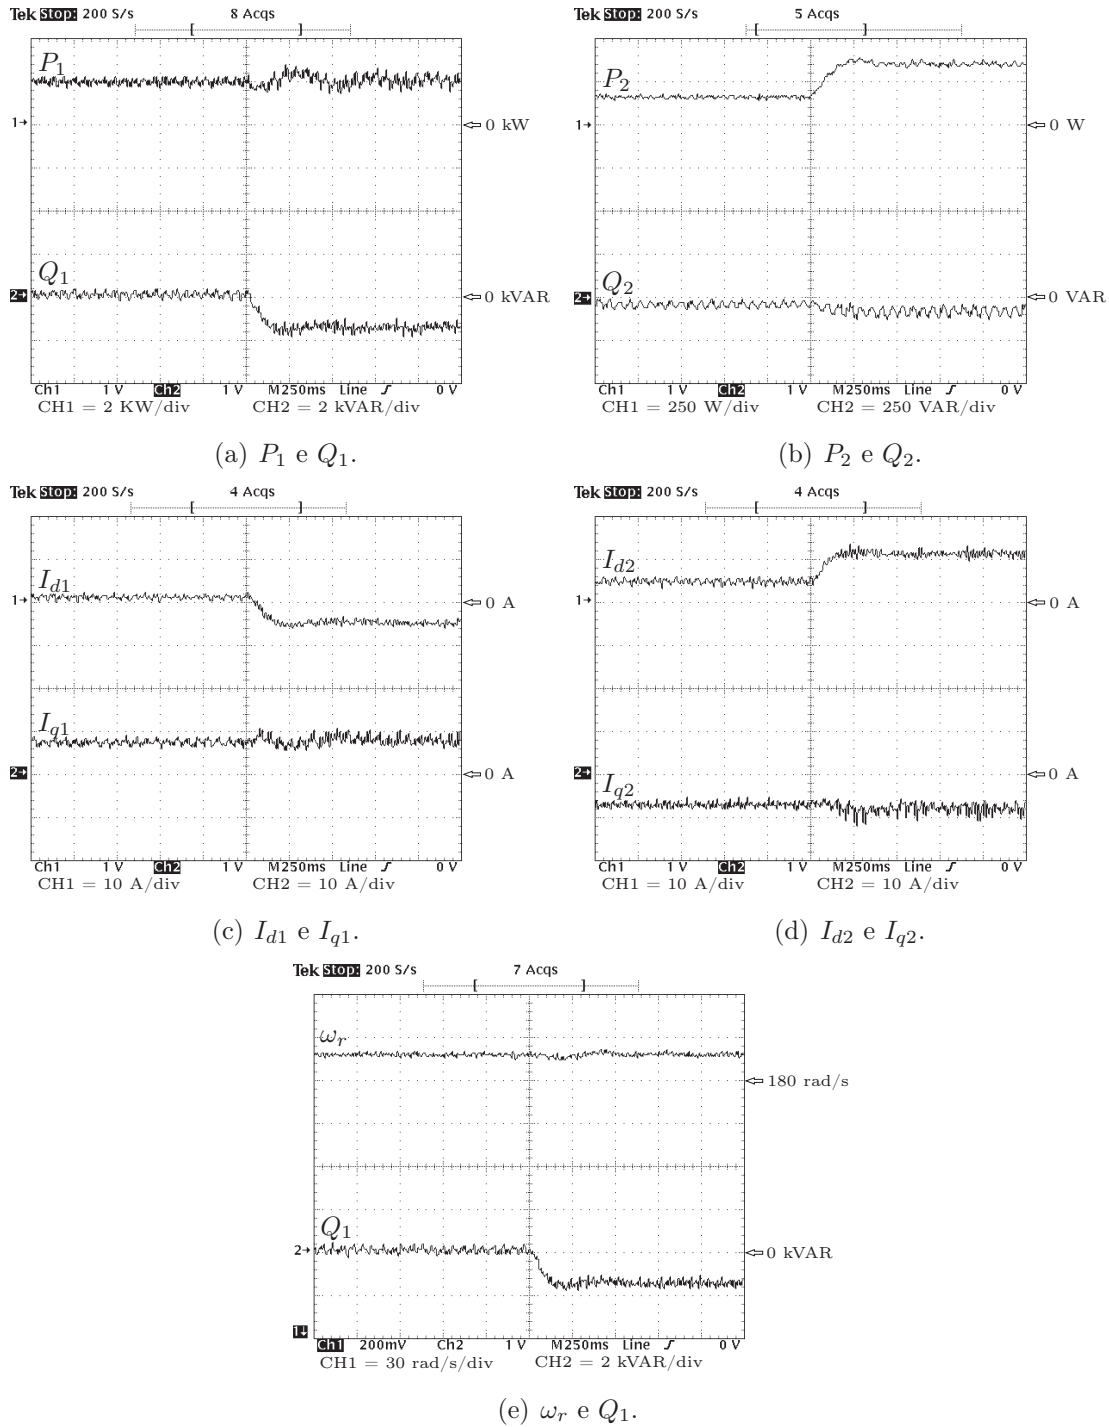 Tek Stop: 200 S/s 8 Acqs
P1
1→
0 kW
Q1
2→
0 kVAR
Ch1 1 V Ch2 1 V M250ms Line 0 V
CH1 = 2 KW/div CH2 = 2 kVAR/div
(a) P1 e Q1.
Tek Stop: 200 S/s 5 Acqs
P2
1→
0 W
Q2
2→
0 VAR
Ch1 1 V Ch2 1 V M250ms Line 0 V
CH1 = 250 W/div CH2 = 250 VAR/div
(b) P2 e Q2.
Tek Stop: 200 S/s 4 Acqs
Id1
1→
0 A
Iq1
2→
0 A
Ch1 1 V Ch2 1 V M250ms Line 0 V
CH1 = 10 A/div CH2 = 10 A/div
(c) Id1 e Iq1.
Tek Stop: 200 S/s 4 Acqs
Id2
1→
0 A
2→
0 A
Iq2
Ch1 1 V Ch2 1 V M250ms Line 0 V
CH1 = 10 A/div CH2 = 10 A/div
(d) Id2 e Iq2.
Tek Stop: 200 S/s 7 Acqs
ωr
180 rad/s
Q1
2→
0 kVAR
1↓
Ch1 200mV Ch2 1 V M250ms Line 0 V
CH1 = 30 rad/s/div CH2 = 2 kVAR/div
(e) ωr e Q1.